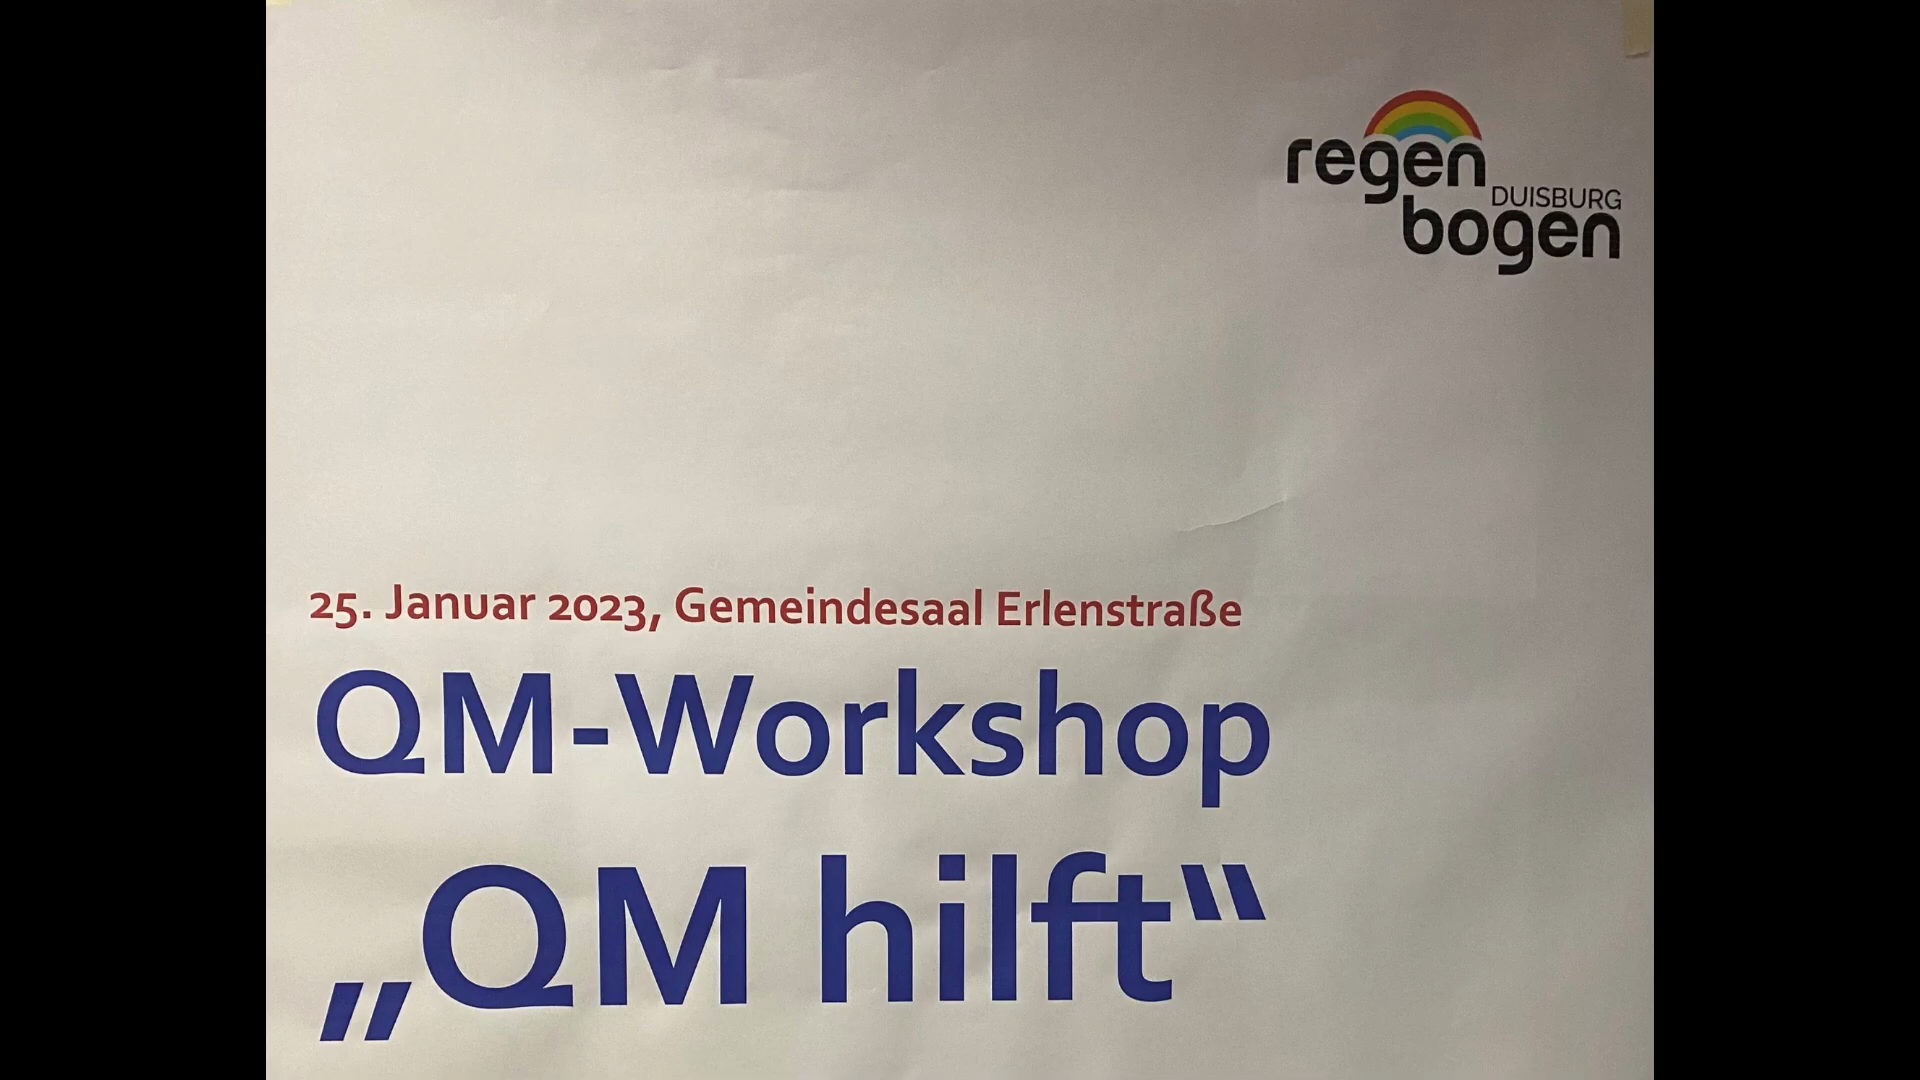 regen
DUISBURG
bogen
25. Januar 2023, Gemeindesaal Erlenstraße
QM-Workshop
„QM hilft“